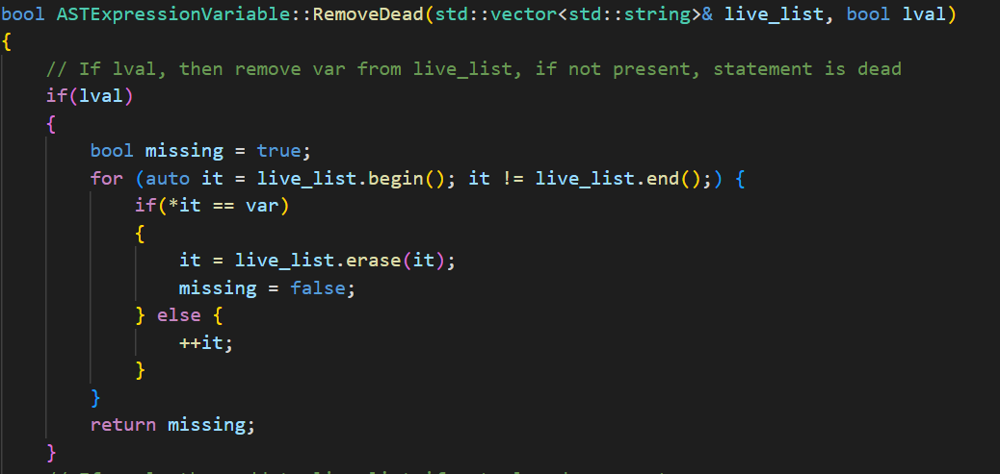 bool ASTExpressionVariable::RemoveDead(std::vector<std::string>& live_list, bool lval)
{
// If lval, then remove var from live_list, if not present, statement is dead
if(lval)
{
bool missing = true;
for (auto it = live_list.begin(); it != live_list.end();) {
if(*it == var)
{
it = live_list.erase(it);
missing = false;
} else {
++it;
}
}
return missing;
}